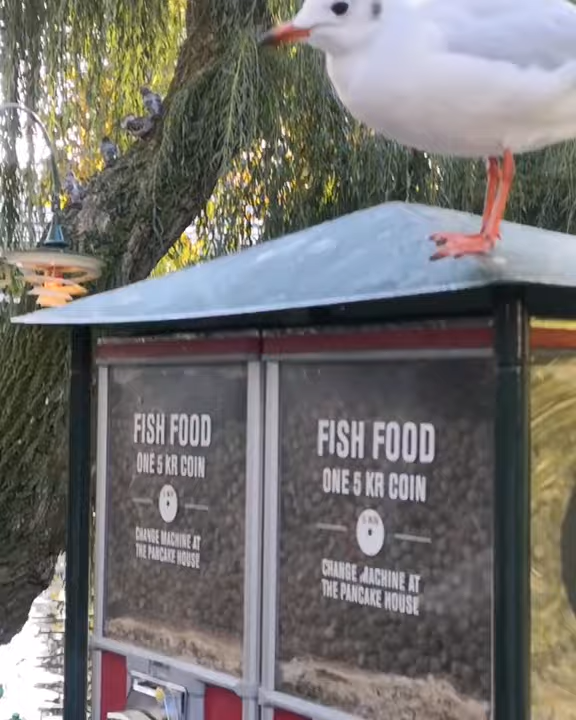 FISH FOOD
ONE 5 KR COIN
CHANGE MACHINE AT
THE PANCAKE HOUSE
FISH FOOD
ONE 5 KR COIN
CHANGE MACHINE AT
THE PANCAKE HOUSE